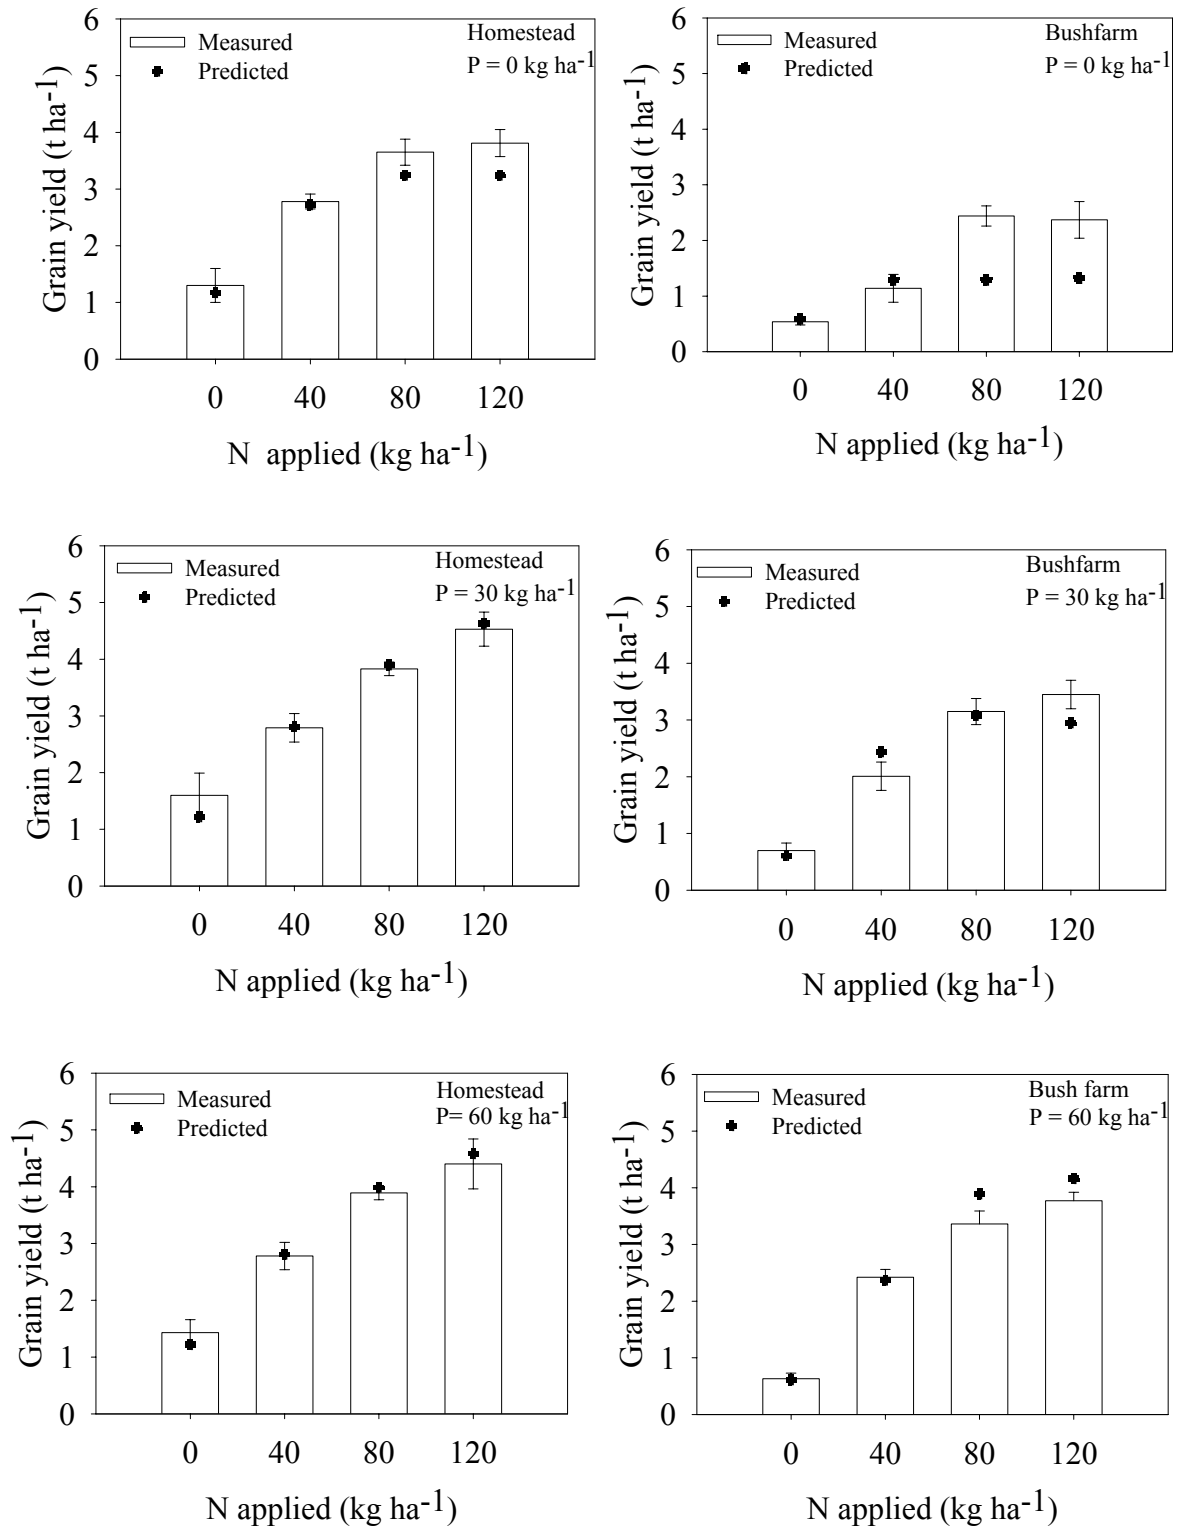 6
5
4
3
2
1
0
Grain yield (t ha-1)
Measured
Predicted
Homestead
P = 0 kg ha-1
0 40 80 120
N applied (kg ha-1)
6
5
4
3
2
1
0
Grain yield (t ha-1)
Measured
Predicted
Bushfarm
P = 0 kg ha-1
0 40 80 120
N applied (kg ha-1)
6
5
4
3
2
1
0
Grain yield (t ha-1)
Measured
Predicted
Homestead
P = 30 kg ha-1
0 40 80 120
N applied (kg ha-1)
6
5
4
3
2
1
0
Grain yield (t ha-1)
Measured
Predicted
Bushfarm
P = 30 kg ha-1
0 40 80 120
N applied (kg ha-1)
6
5
4
3
2
1
0
Grain yield (t ha-1)
Measured
Predicted
Homestead
P= 60 kg ha-1
0 40 80 120
N applied (kg ha-1)
6
5
4
3
2
1
0
Grain yield (t ha-1)
Measured
Predicted
Bush farm
P = 60 kg ha-1
0 40 80 120
N applied (kg ha-1)